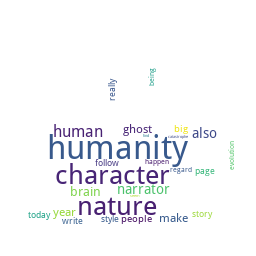 being
really
human
ghost
big
also
humanity
catastrophe
evolution
follow
happen
character
regard
page
brain
narrator
nature
today
year
write
style
people
make
story